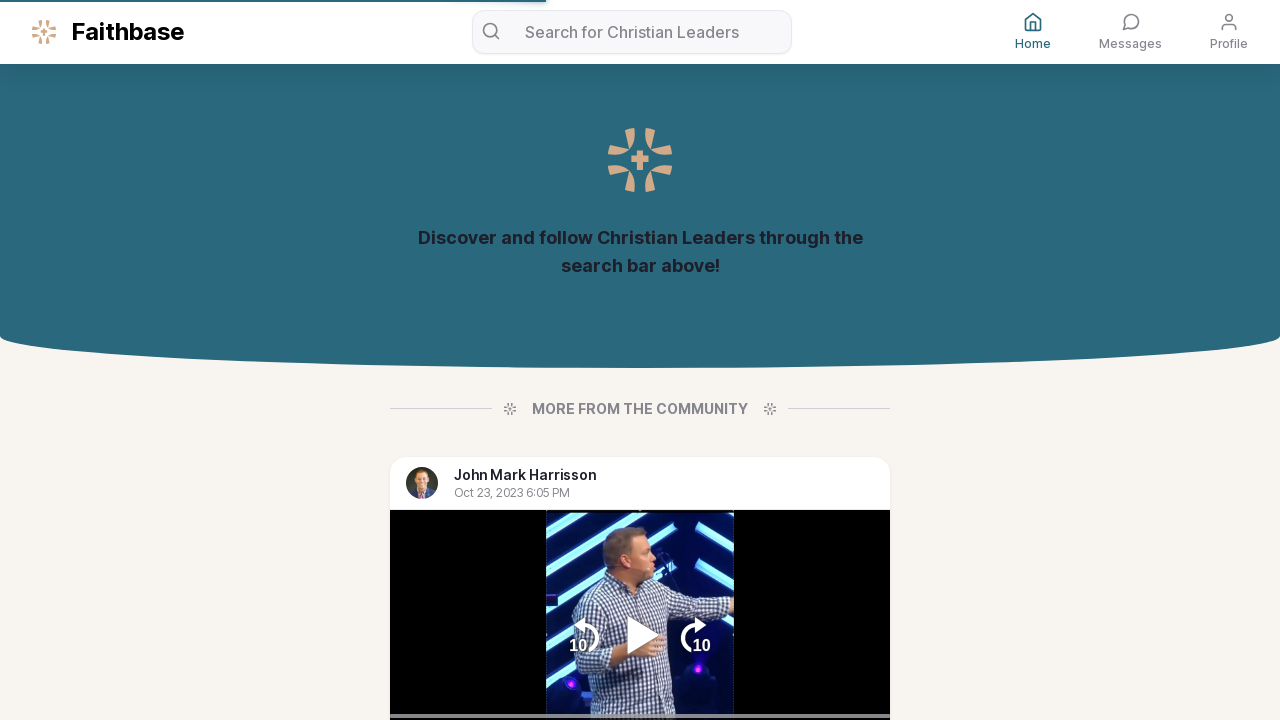 Faithbase
Search for Christian Leaders
Home
Messages
Profile
Discover and follow Christian Leaders through the
search bar above!
MORE FROM THE COMMUNITY
John Mark Harrisson
Oct 23, 2023 6:05 PM
10
10